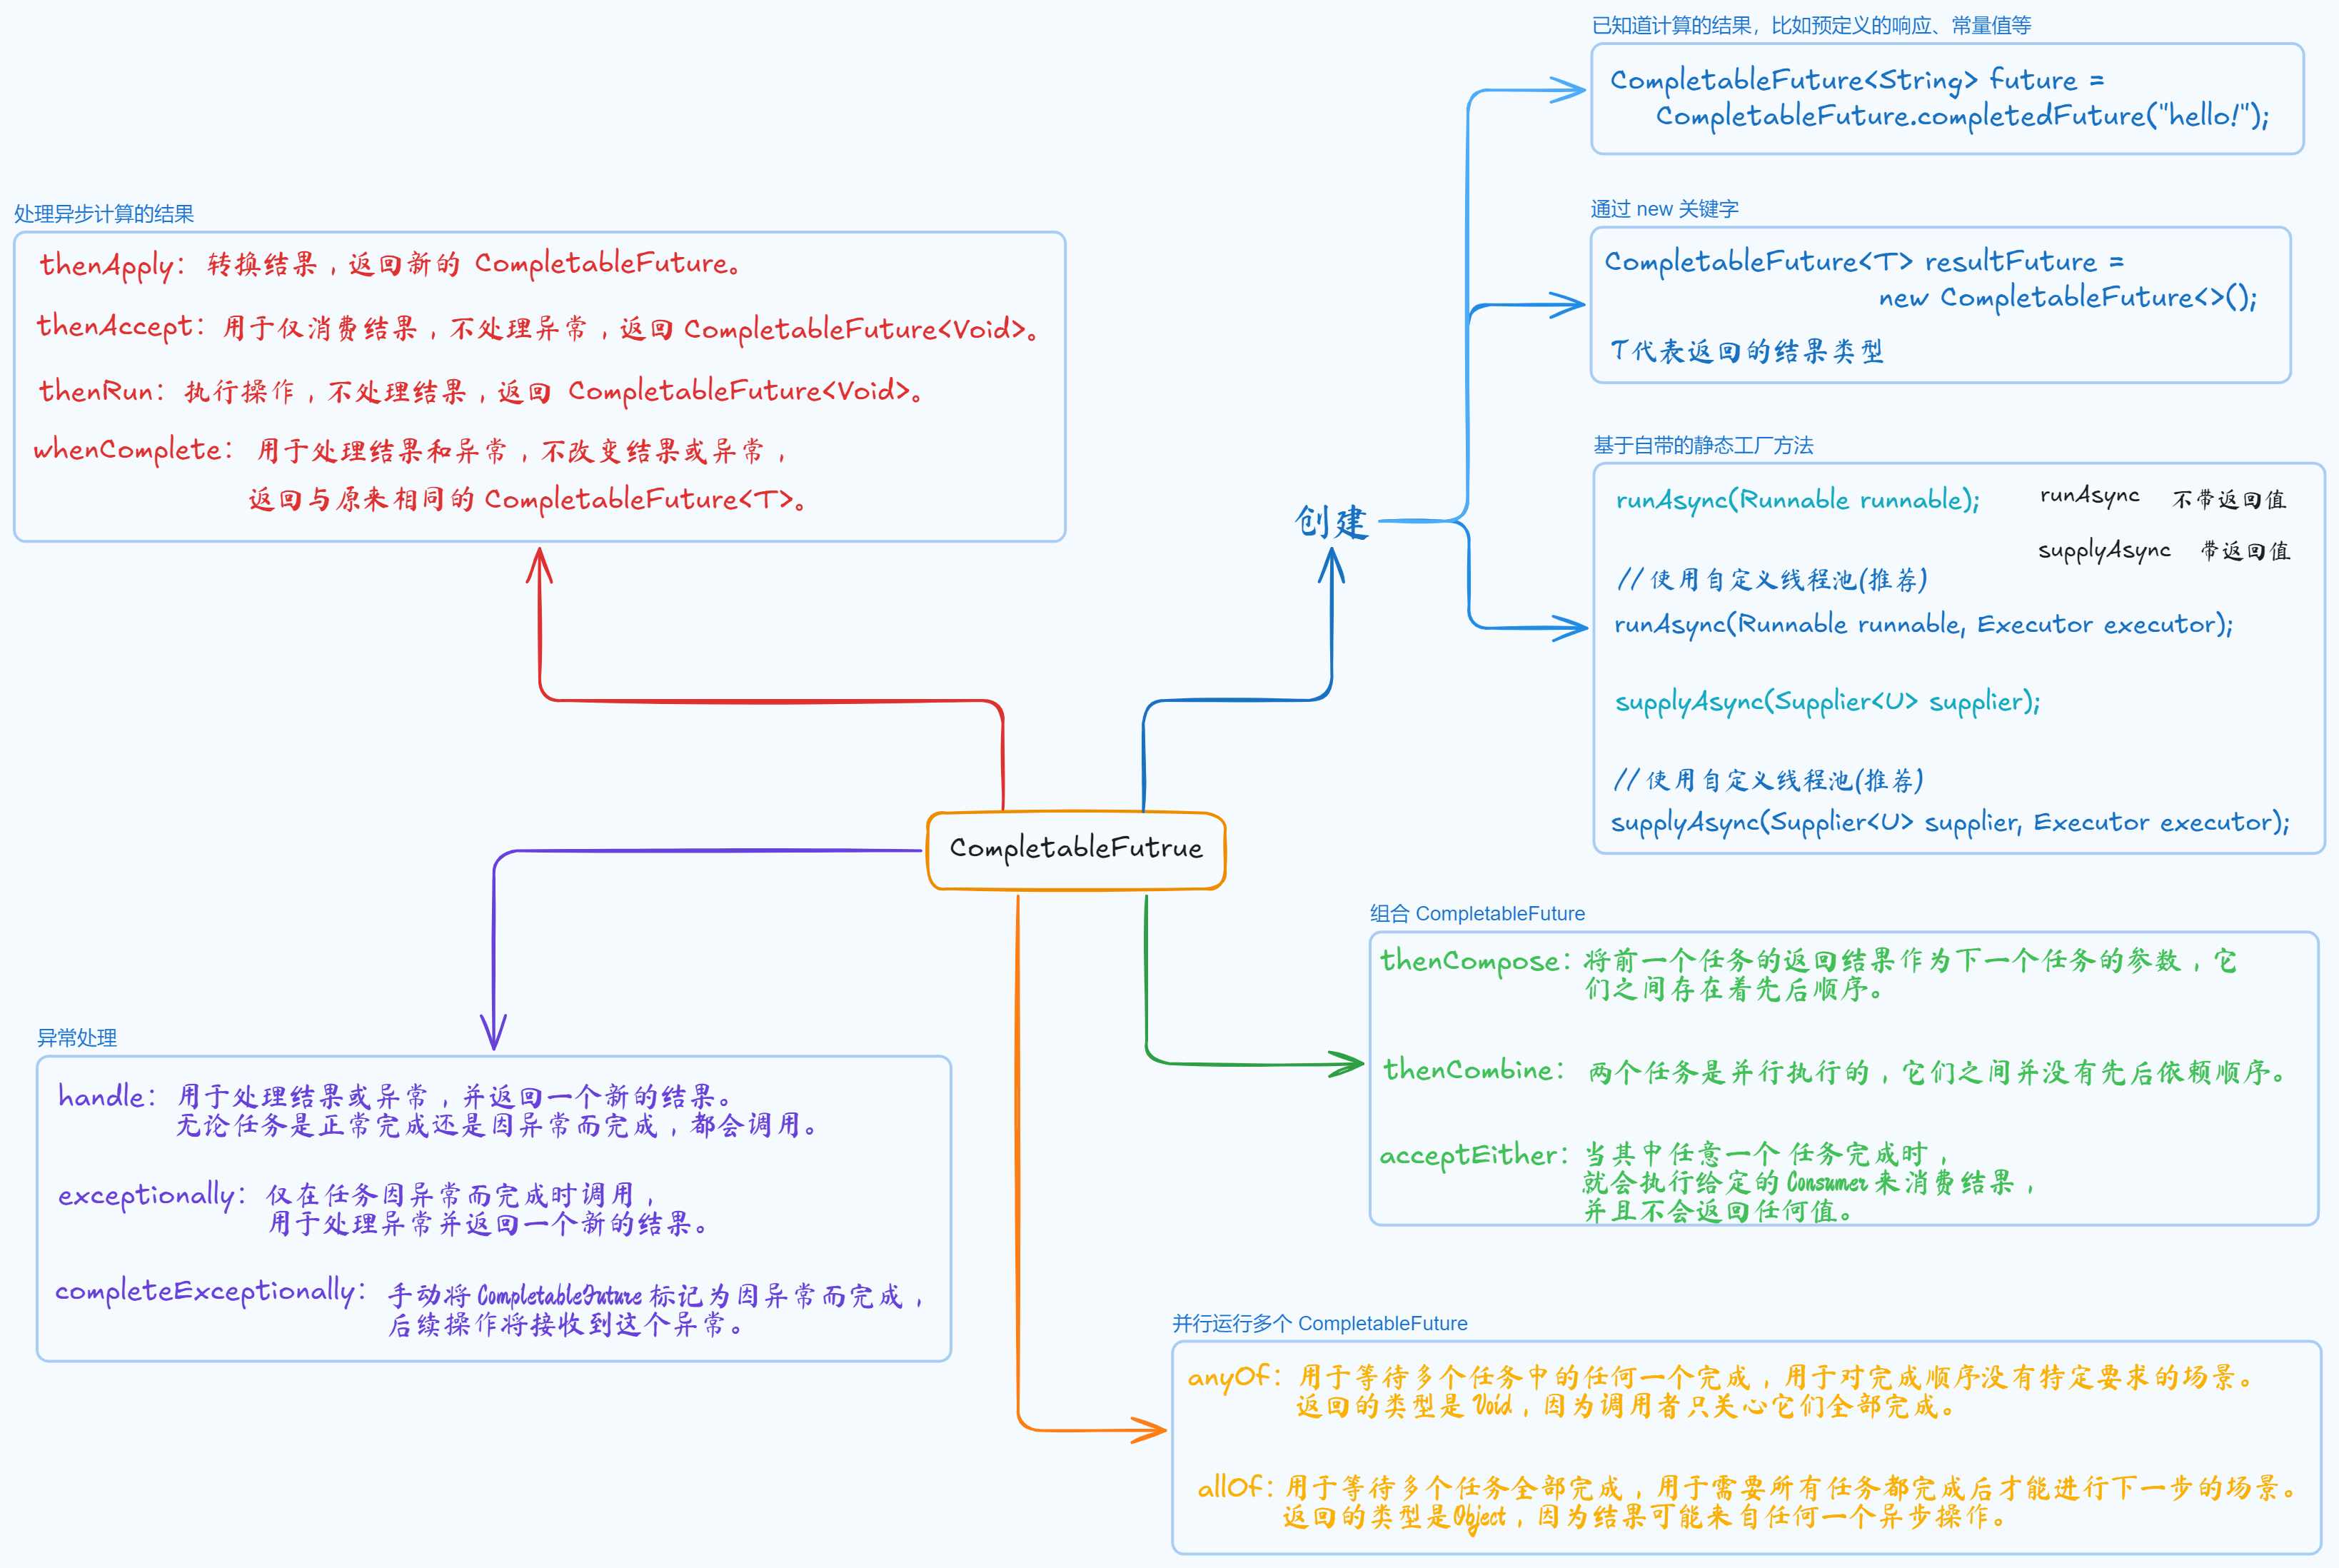 已知道计算的结果，比如预定义的响应、常量值等
CompletableFuture<String> future =
CompletableFuture.completedFuture("hello!");
通过 new 关键字
CompletableFuture<T> resultFuture =
new CompletableFuture<>();
T代表返回的结果类型
基于自带的静态工厂方法
runAsync(Runnable runnable);
runAsync 不带返回值
supplyAsync 带返回值
// 使用自定义线程池(推荐)
runAsync(Runnable runnable, Executor executor);
supplyAsync(Supplier<U> supplier);
// 使用自定义线程池(推荐)
supplyAsync(Supplier<U> supplier, Executor executor);
创建
处理异步计算的结果
thenApply: 转换结果，返回新的 CompletableFuture。
thenAccept: 用于仅消费结果，不处理异常，返回 CompletableFuture<Void>。
thenRun: 执行操作，不处理结果，返回 CompletableFuture<Void>。
whenComplete: 用于处理结果和异常，不改变结果或异常，
返回与原来相同的 CompletableFuture<T>。
CompletableFutrue
异常处理
handle: 用于处理结果或异常，并返回一个新的结果。
无论任务是正常完成还是因异常而完成，都会调用。
exceptionally: 仅在任务因异常而完成时调用，
用于处理异常并返回一个新的结果。
completeExceptionally: 手动将 CompletableFuture 标记为因异常而完成，
后续操作将接收到这个异常。
组合 CompletableFuture
thenCompose: 将前一个任务的返回结果作为下一个任务的参数，它
们之间存在着先后顺序。
thenCombine: 两个任务是并行执行的，它们之间并没有先后依赖顺序。
acceptEither: 当其中任意一个 任务完成时，
就会执行给定的 Consumer 来消费结果，
并且不会返回任何值。
并行运行多个 CompletableFuture
anyOf: 用于等待多个任务中的任何一个完成，用于对完成顺序没有特定要求的场景。
返回的类型是 Void，因为调用者只关心它们全部完成。
allOf: 用于等待多个任务全部完成，用于需要所有任务都完成后才能进行下一步的场景。
返回的类型是Object，因为结果可能来自任何一个异步操作。